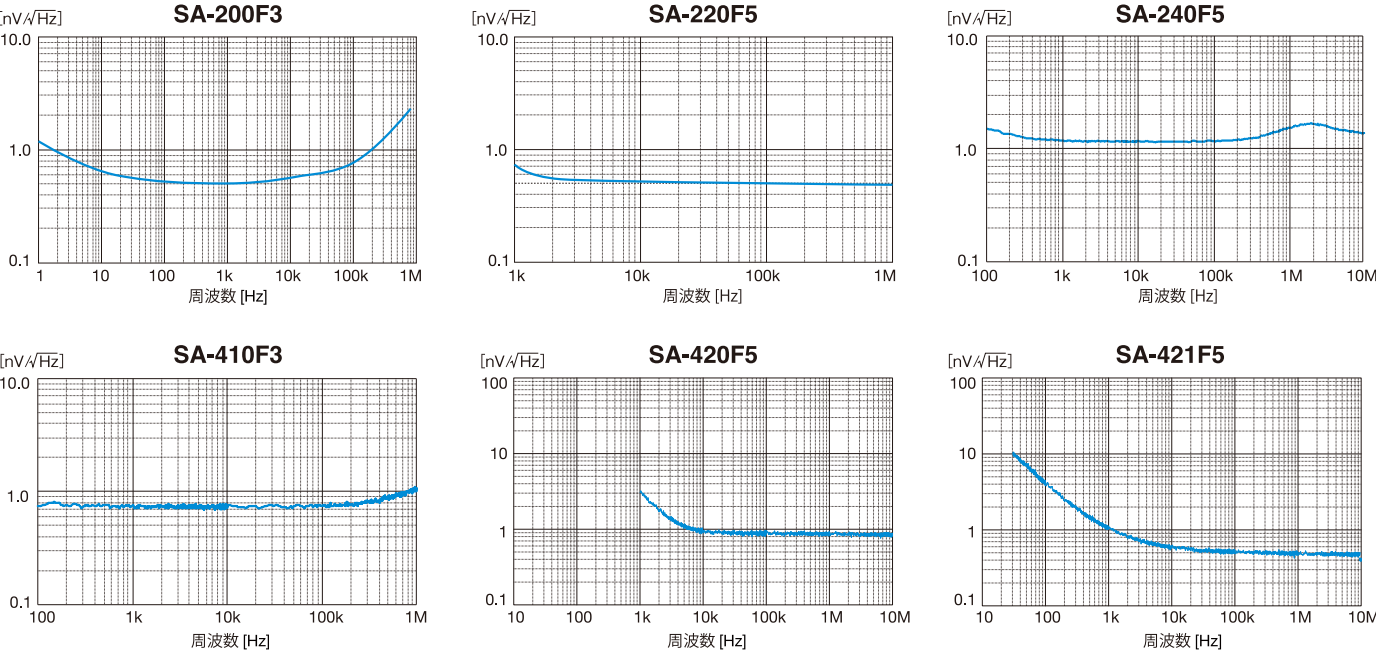 [nV/√Hz] SA-200F3
10.0
1.0
0.1
1 10 100 1k 10k 100k 1M
周波数 [Hz]
[nV/√Hz] SA-220F5
10.0
1.0
0.1
1k 10k 100k 1M
周波数 [Hz]
[nV/√Hz] SA-240F5
10.0
1.0
0.1
100 1k 10k 100k 1M 10M
周波数 [Hz]
[nV/√Hz] SA-410F3
10.0
1.0
0.1
100 1k 10k 100k 1M
周波数 [Hz]
[nV/√Hz] SA-420F5
100
10
1
0.1
10 100 1k 10k 100k 1M 10M
周波数 [Hz]
[nV/√Hz] SA-421F5
100
10
1
0.1
10 100 1k 10k 100k 1M 10M
周波数 [Hz]